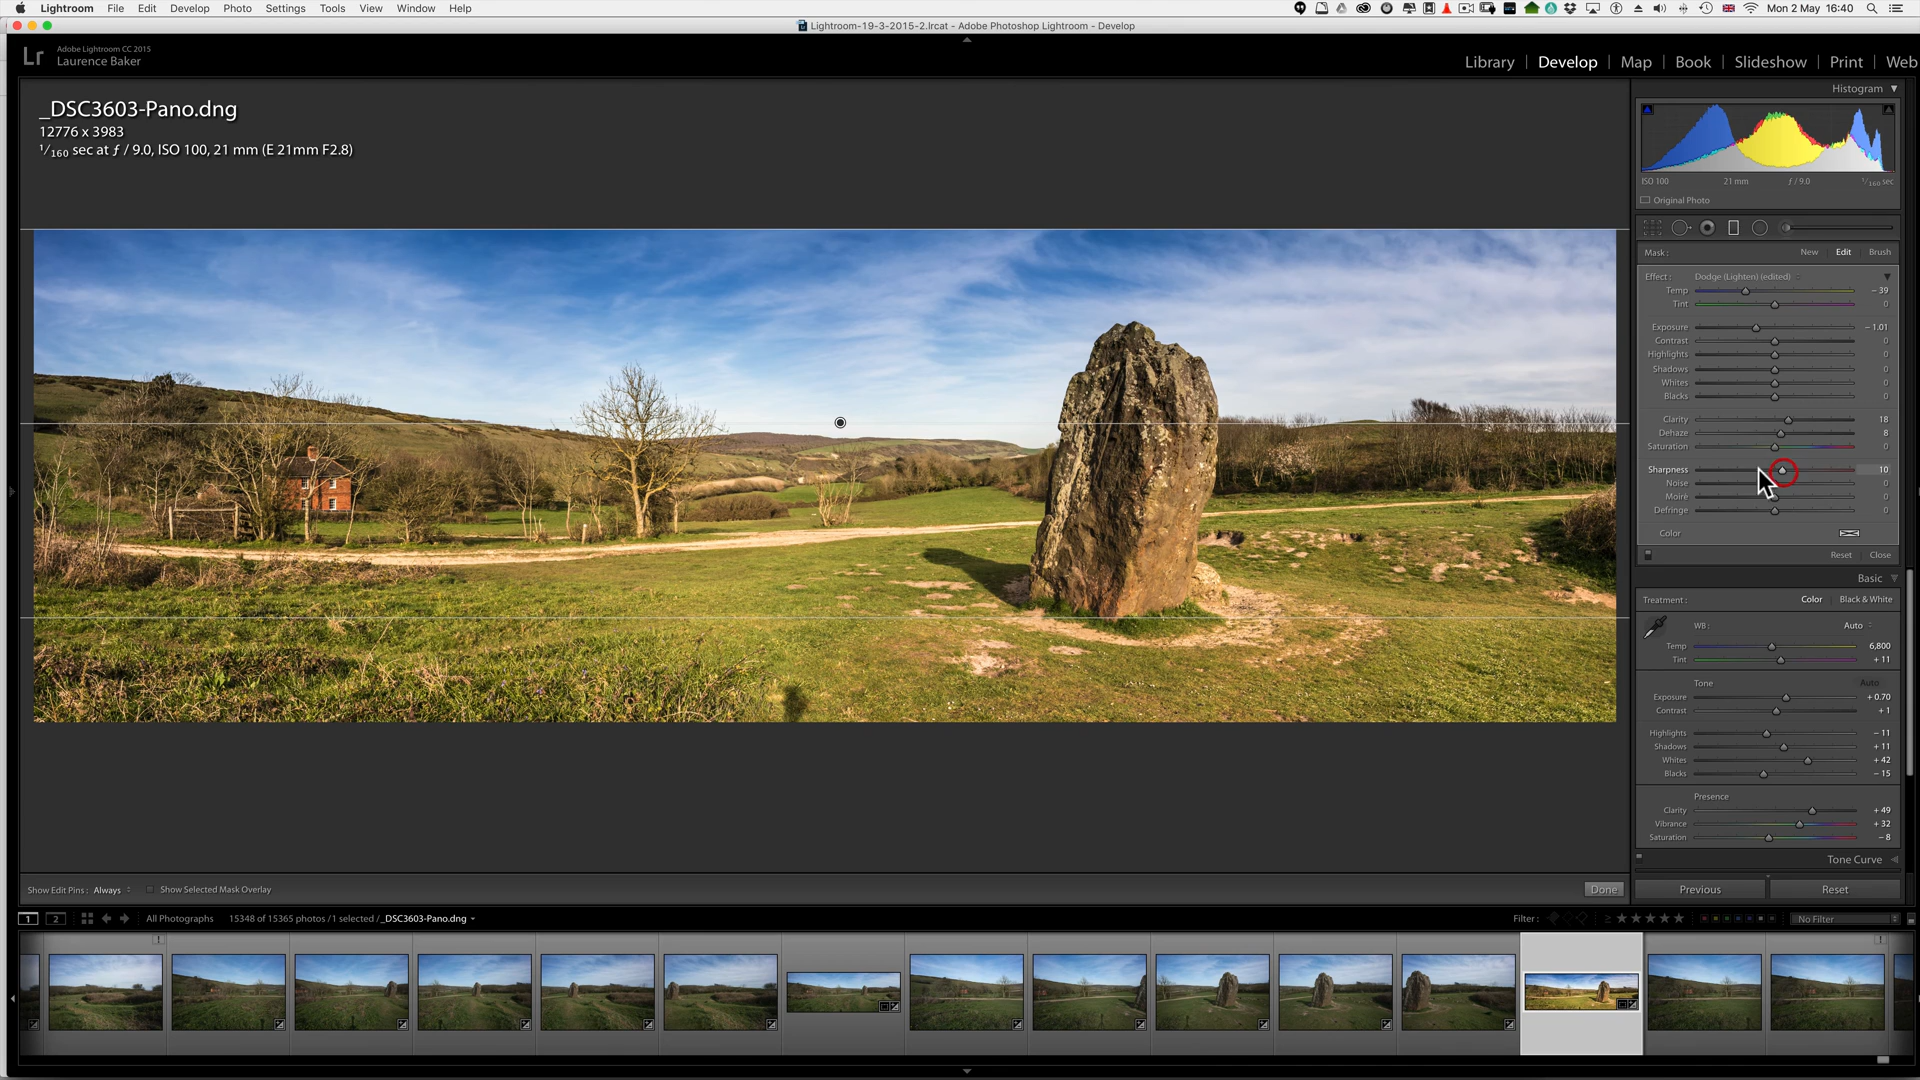 Lightroom File Edit Develop Photo Settings Tools View Window Help
Mon 2 May 16:40
Lightroom-19-3-2015-2.lrcat - Adobe Photoshop Lightroom - Develop
Lr
Adobe Lightroom CC 2015
Laurence Baker
Library | Develop | Map | Book | Slideshow | Print | Web
Histogram
_DSC3603-Pano.dng
12776 x 3983
1/160 sec at ƒ / 9.0, ISO 100, 21 mm (E 21mm F2.8)
ISO 100 21 mm ƒ / 9.0 1/160 sec
Original Photo
Mask : New Edit Brush
Effect : Dodge (Lighten) (edited)
Temp - 39
Tint 0
Exposure - 1.01
Contrast 0
Highlights 0
Shadows 0
Whites 0
Blacks 0
Clarity 18
Dehaze 8
Saturation 0
Sharpness 10
Noise 0
Moiré 0
Defringe 0
Color
Reset Close
Basic
Treatment : Color Black & White
WB : Auto
Temp 6,800
Tint + 11
Tone Auto
Exposure + 0.70
Contrast + 1
Highlights - 11
Shadows + 11
Whites + 42
Blacks - 15
Presence
Clarity + 49
Vibrance + 32
Saturation - 8
Tone Curve
Show Edit Pins : Always Show Selected Mask Overlay Done
Previous Reset
1 2 All Photographs 15348 of 15365 photos / 1 selected / _DSC3603-Pano.dng
Filter : No Filter